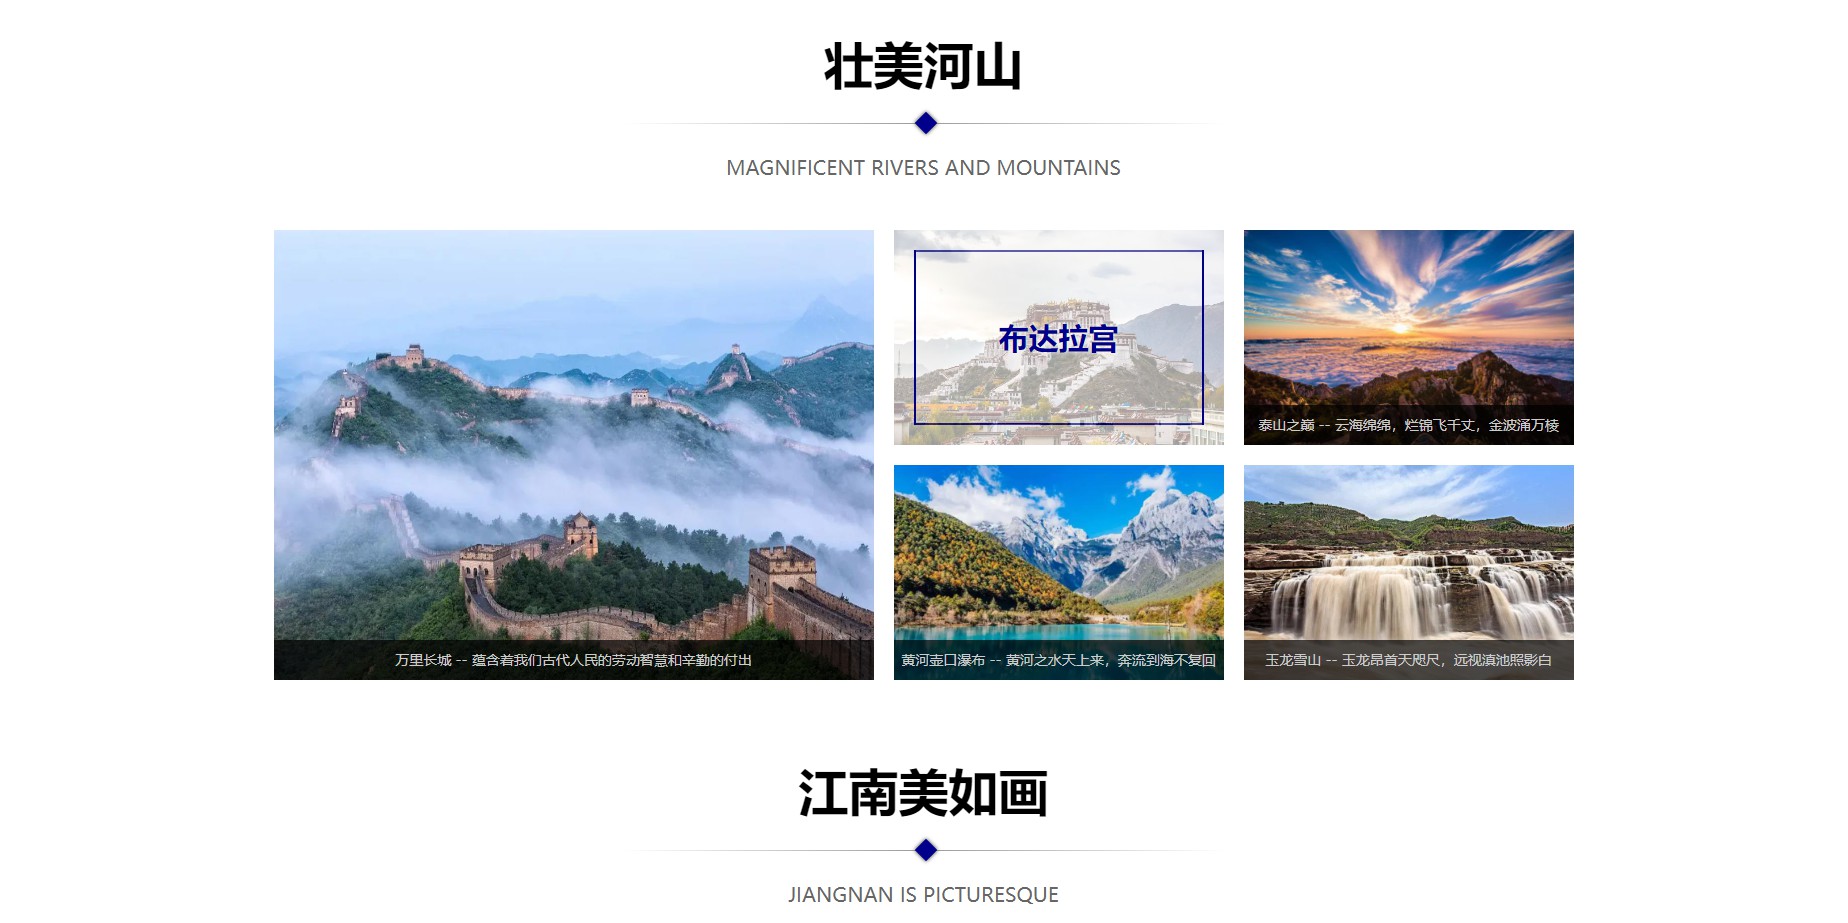 壮美河山
MAGNIFICENT RIVERS AND MOUNTAINS
布达拉宫
泰山之巅 -- 云海绵绵，烂锦飞千丈，金波涌万棱
万里长城 -- 蕴含着我们古代人民的劳动智慧和辛勤的付出
黄河壶口瀑布 -- 黄河之水天上来，奔流到海不复回
玉龙雪山 -- 玉龙昂首天咫尺，远视滇池照影白
江南美如画
JIANGNAN IS PICTURESQUE